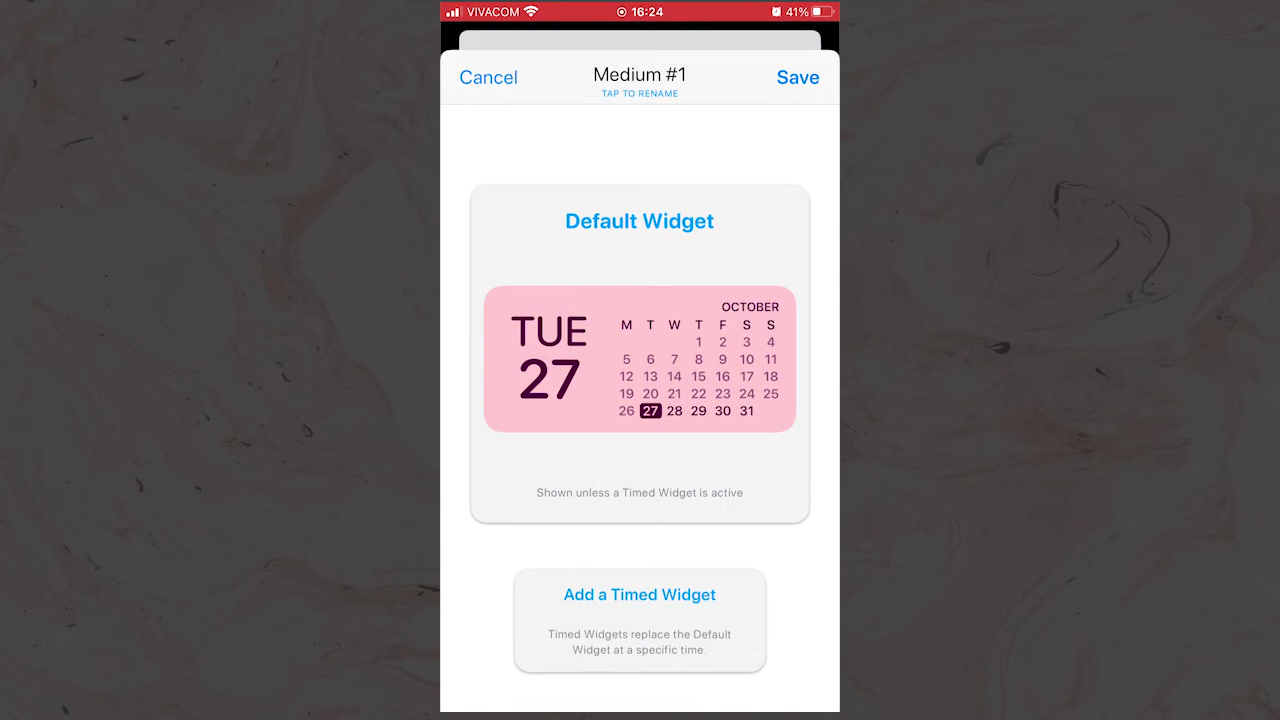 VIVACOM 16:24 41%
Cancel Medium #1 Save
TAP TO RENAME
Default Widget
TUE
27
OCTOBER
M T W T F S S
1 2 3 4
5 6 7 8 9 10 11
12 13 14 15 16 17 18
19 20 21 22 23 24 25
26 27 28 29 30 31
Shown unless a Timed Widget is active
Add a Timed Widget
Timed Widgets replace the Default
Widget at a specific time